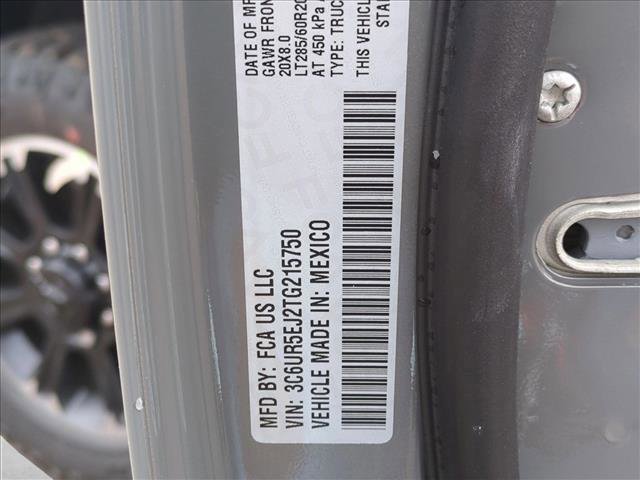 MFD BY: FCA US LLC
DATE OF MF
GAWR FRON
20X8.0
VIN: 3C6UR5EJ2TG215750
LT285/60R20
AT 450 kPa
VEHICLE MADE IN: MEXICO
TYPE: TRUC
THIS VEHICLE
STA